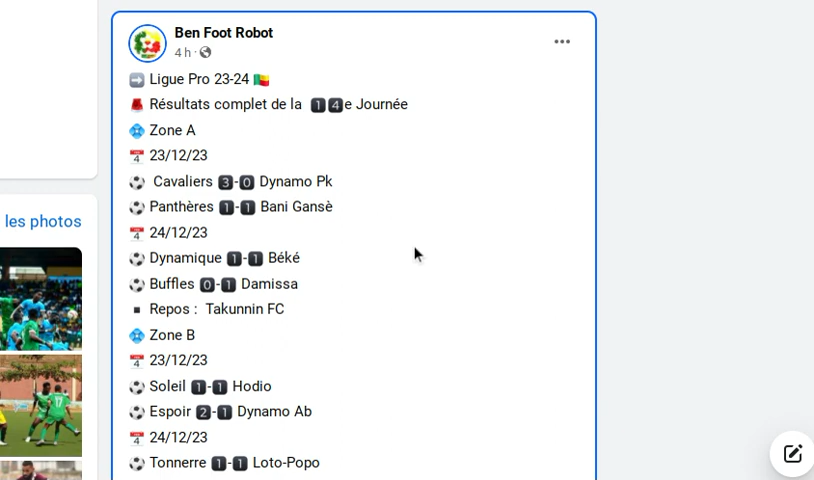 Ben Foot Robot
4 h ·
➡️ Ligue Pro 23-24 🇧🇯
Résultats complet de la 1️⃣4️⃣e Journée
💠 Zone A
📅 23/12/23
⚽ Cavaliers 3️⃣-0️⃣ Dynamo Pk
⚽ Panthères 1️⃣-1️⃣ Bani Gansè
📅 24/12/23
⚽ Dynamique 1️⃣-1️⃣ Béké
⚽ Buffles 0️⃣-1️⃣ Damissa
▪️ Repos : Takunnin FC
💠 Zone B
📅 23/12/23
les photos
⚽ Soleil 1️⃣-1️⃣ Hodio
⚽ Espoir 2️⃣-1️⃣ Dynamo Ab
📅 24/12/23
⚽ Tonnerre 1️⃣-1️⃣ Loto-Popo